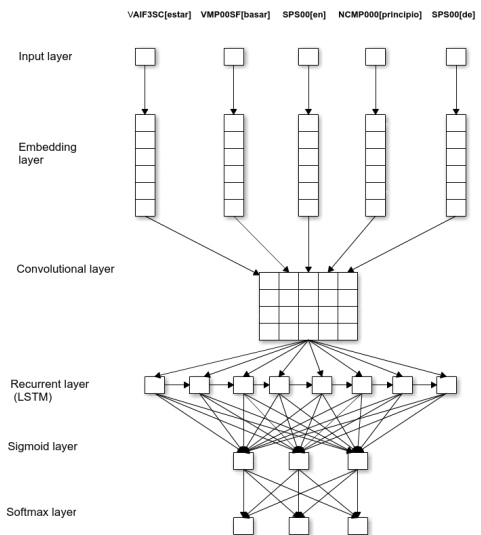 VAIF3SC[estar] VMP00SF[basar] SPS00[en] NCMP000[principio] SPS00[de]
Input layer
Embedding
layer
Convolutional layer
Recurrent layer
(LSTM)
Sigmoid layer
Softmax layer